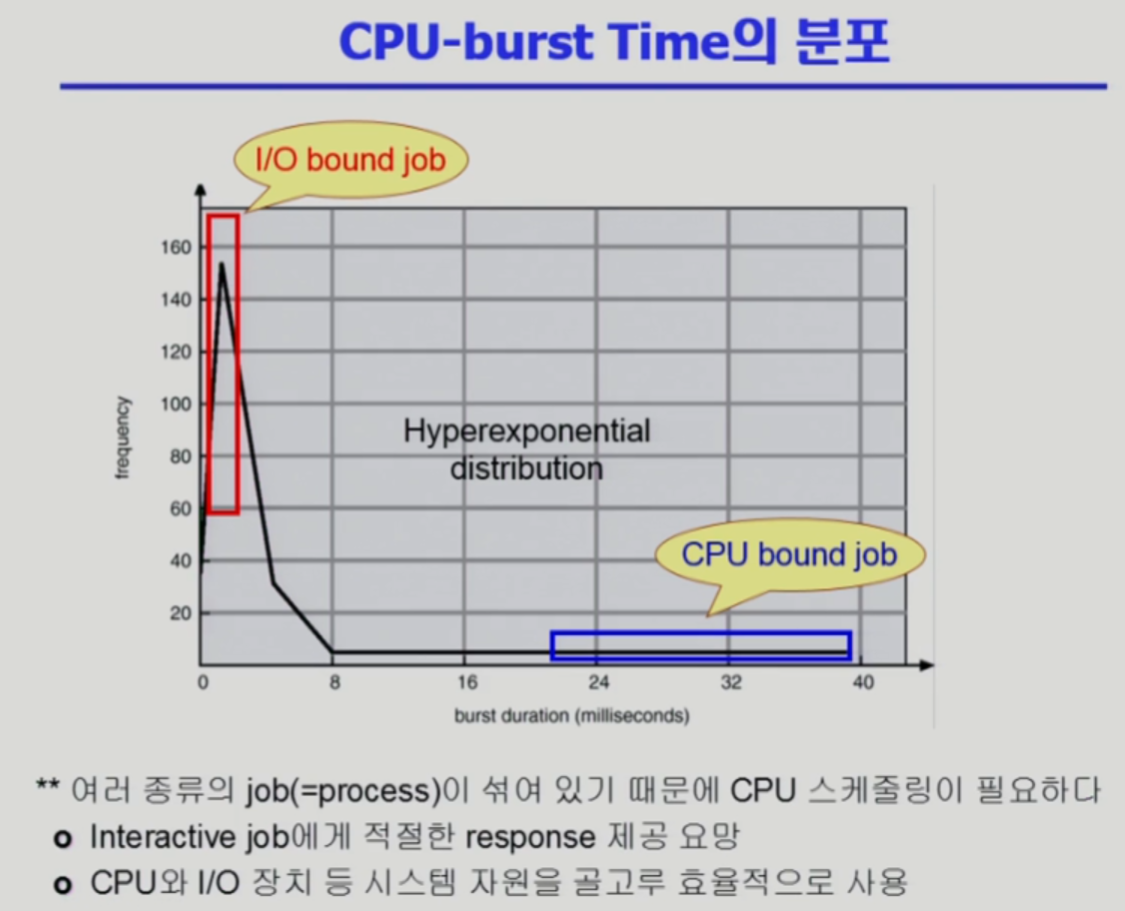 CPU-burst Time의 분포
I/O bound job
160
140
120
100
80
60
40
20
frequency
Hyperexponential
distribution
CPU bound job
0 8 16 24 32 40
burst duration (milliseconds)
** 여러 종류의 job(=process)이 섞여 있기 때문에 CPU 스케줄링이 필요하다
o Interactive job에게 적절한 response 제공 요망
o CPU와 I/O 장치 등 시스템 자원을 골고루 효율적으로 사용